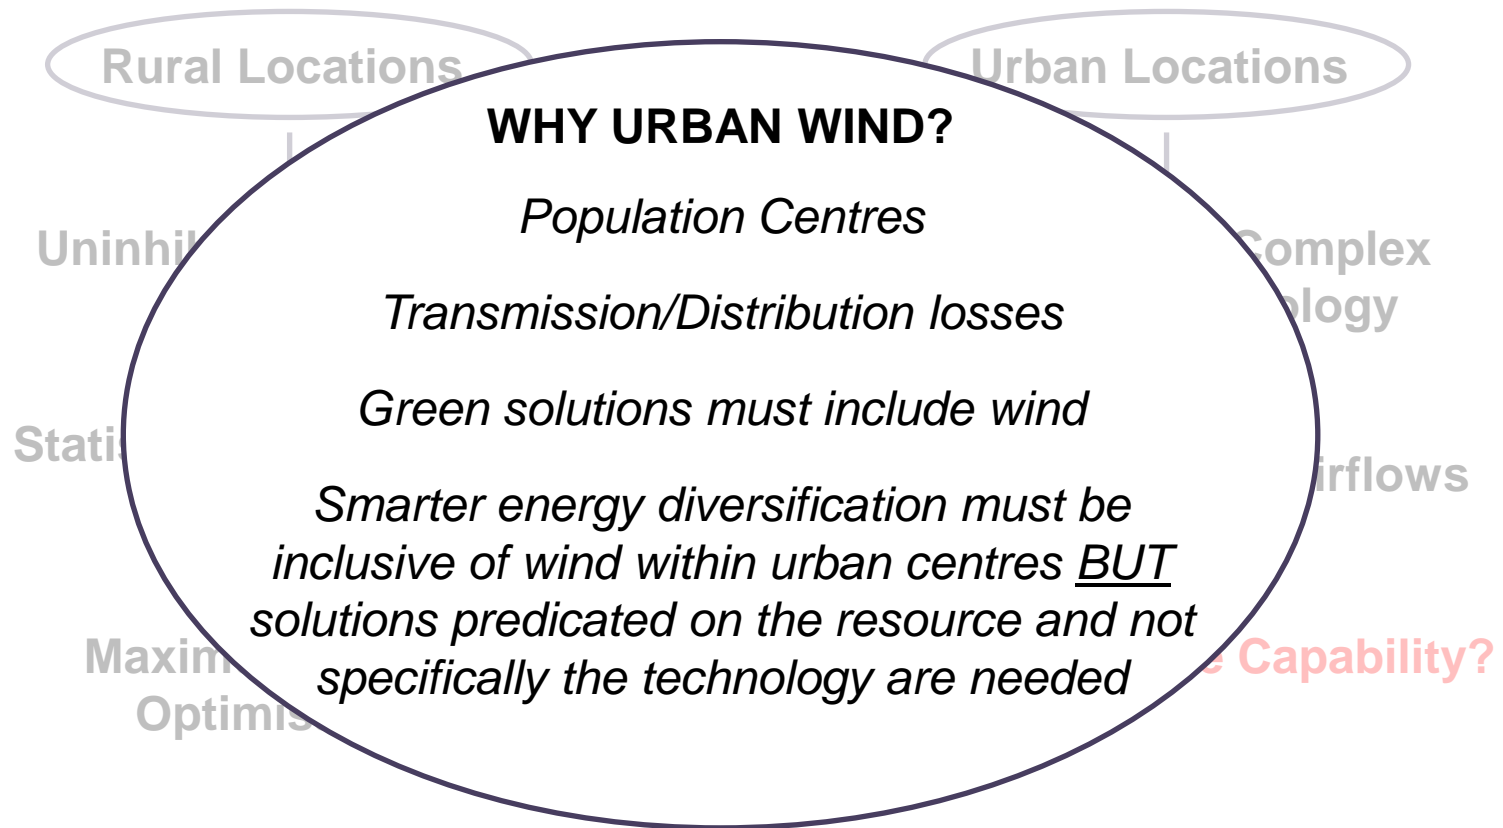 Rural Locations
Urban Locations
WHY URBAN WIND?
Population Centres
Transmission/Distribution losses
Green solutions must include wind
Smarter energy diversification must be
inclusive of wind within urban centres BUT
solutions predicated on the resource and not
specifically the technology are needed
Complex
Capability?